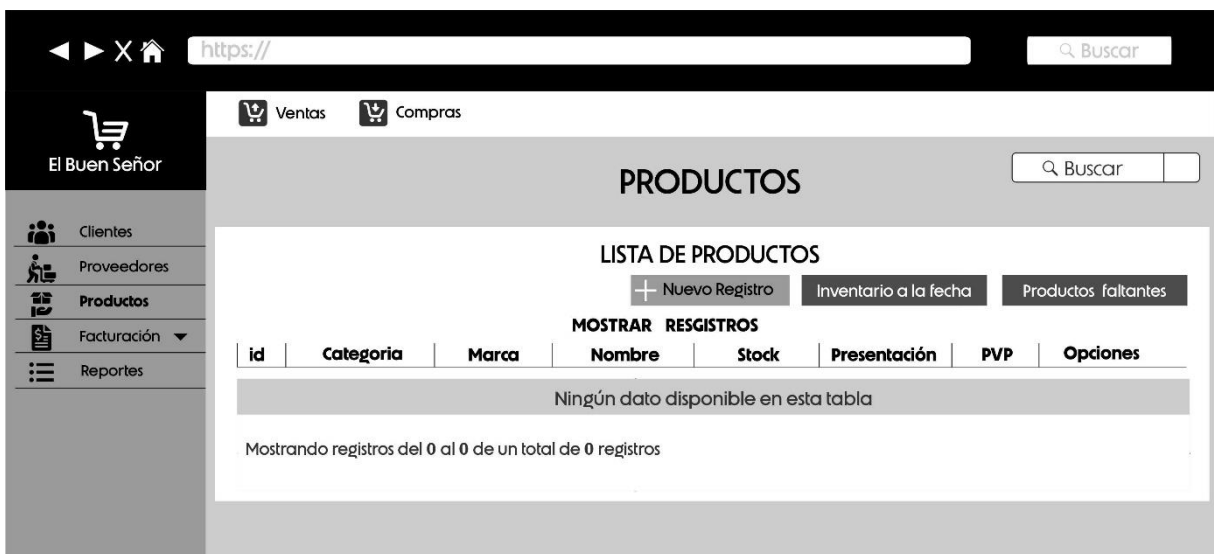 https://
Buscar
El Buen Señor
Ventas Compras
PRODUCTOS
Buscar
Clientes
Proveedores
Productos
Facturación
Reportes
LISTA DE PRODUCTOS
Nuevo Registro Inventario a la fecha Productos faltantes
MOSTRAR RESGISTROS
id Categoria Marca Nombre Stock Presentación PVP Opciones
Ningún dato disponible en esta tabla
Mostrando registros del 0 al 0 de un total de 0 registros